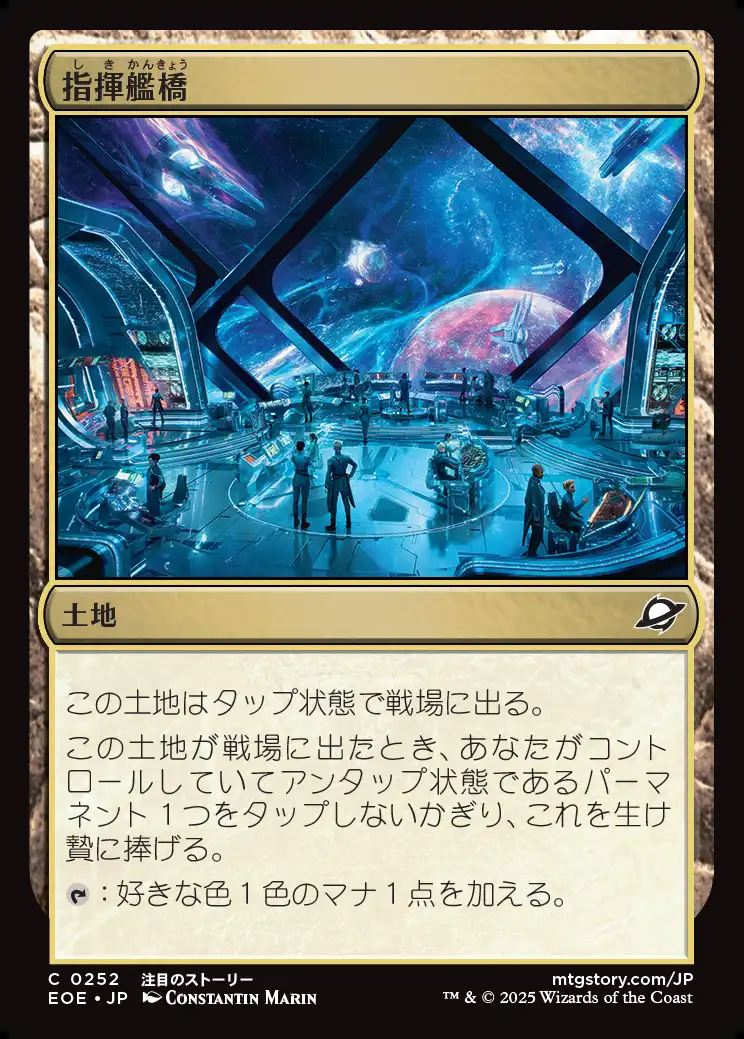 しきかんきょう
指揮艦橋
土地
この土地はタップ状態で戦場に出る。
この土地が戦場に出たとき、あなたがコント
ロールしていてアンタップ状態であるパーマ
ネント１つをタップしないかぎり、これを生け
贄に捧げる。
：好きな色１色のマナ１点を加える。
C 0252 注目のストーリー mtgstory.com/JP
EOE • JP Constantin Marin ™ & © 2025 Wizards of the Coast